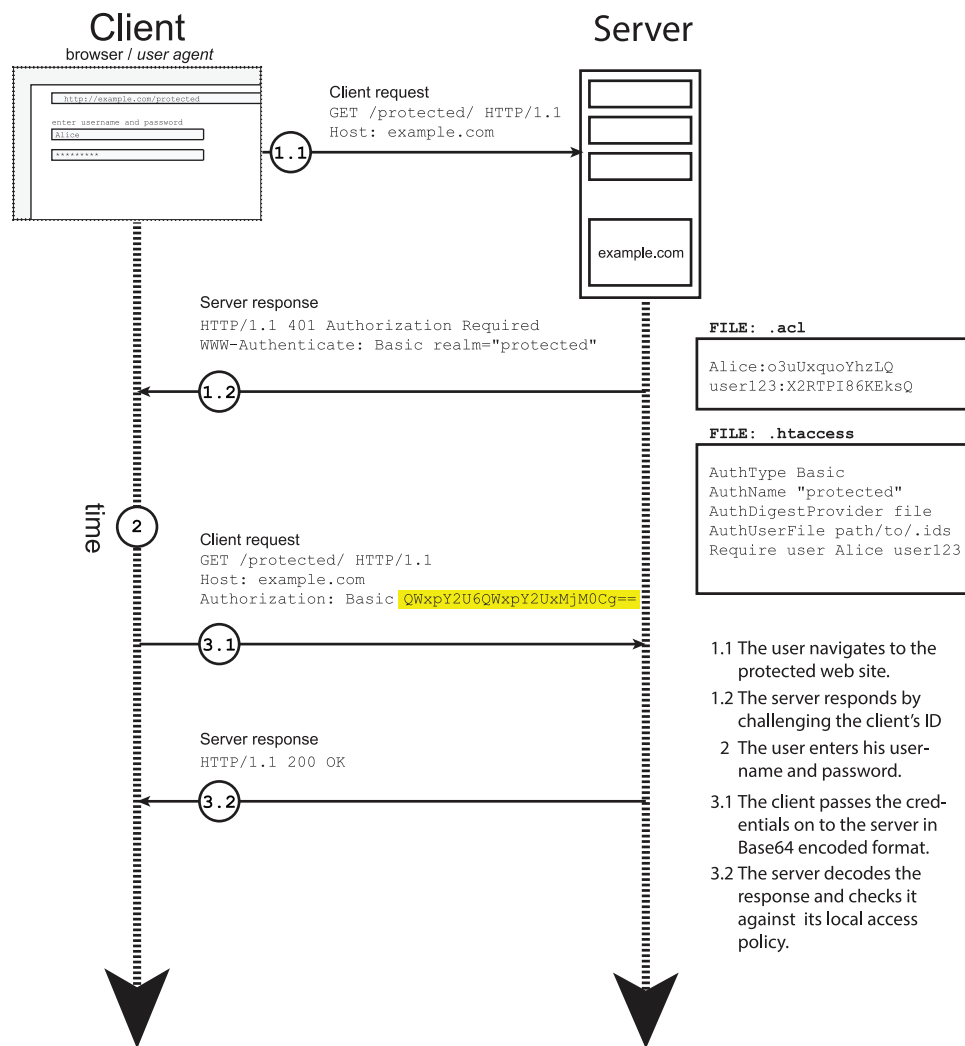 Client
browser / user agent
http://example.com/protected
enter username and password
Alice
*********
Server
example.com
Client request
GET /protected/ HTTP/1.1
Host: example.com
1.1
Server response
HTTP/1.1 401 Authorization Required
WWW-Authenticate: Basic realm="protected"
1.2
FILE: .acl
Alice:o3uUxquoYhzLQ
user123:X2RTPI86KEksQ
FILE: .htaccess
AuthType Basic
AuthName "protected"
AuthDigestProvider file
AuthUserFile path/to/.ids
Require user Alice user123
time
2
Client request
GET /protected/ HTTP/1.1
Host: example.com
Authorization: Basic QWxpY2U6QWxpY2UxMjM0Cg==
3.1
Server response
HTTP/1.1 200 OK
3.2
1.1 The user navigates to the
protected web site.
1.2 The server responds by
challenging the client’s ID
2 The user enters his user-
name and password.
3.1 The client passes the cred-
entials on to the server in
Base64 encoded format.
3.2 The server decodes the
response and checks it
against its local access
policy.